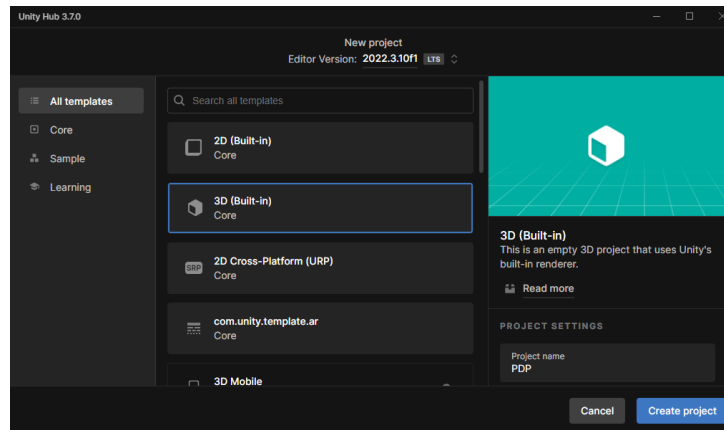 Unity Hub 3.7.0
New project
Editor Version: 2022.3.10f1 LTS
All templates
Core
Sample
Learning
Search all templates
2D (Built-in)
Core
3D (Built-in)
Core
SRP
2D Cross-Platform (URP)
Core
com.unity.template.ar
Core
3D Mobile
3D (Built-in)
This is an empty 3D project that uses Unity's
built-in renderer.
Read more
PROJECT SETTINGS
Project name
PDP
Cancel
Create project